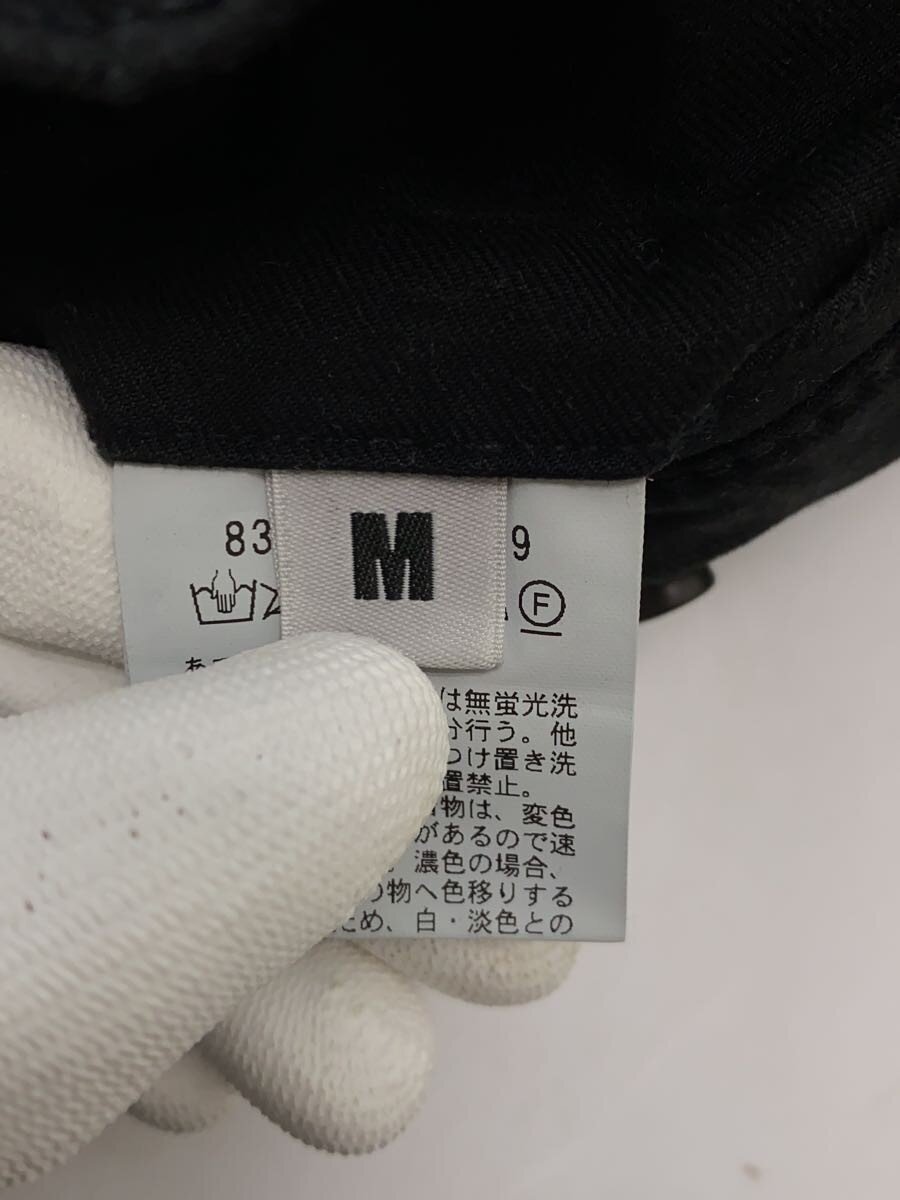 83 M 9
F
は無蛍光洗
行う。他
つけ置き洗
置禁止。
物は、変色
があるので速
濃色の場合、
物へ色移りする
ため、白・淡色との